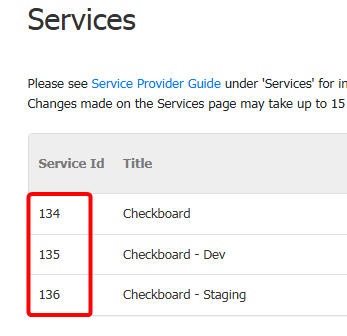 Services
Please see Service Provider Guide under 'Services' for in
Changes made on the Services page may take up to 15
Service Id Title
134 Checkboard
135 Checkboard - Dev
136 Checkboard - Staging